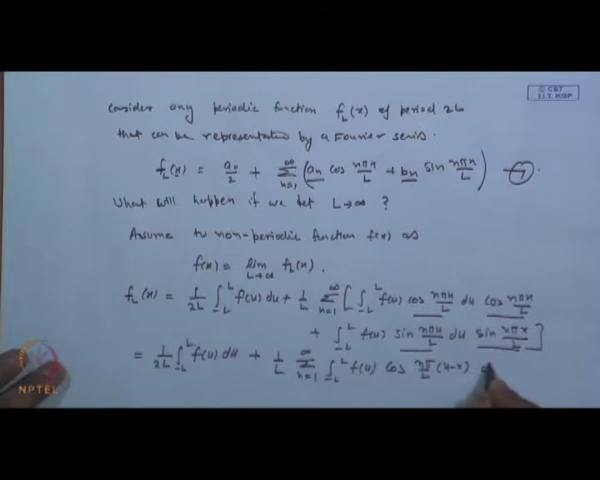 © CET
I.I.T. KGP
Consider any periodic function f_L(x) of period 2L
that can be represented by a Fourier series.
f_L(x) = a_0/2 + Σ_{n=1}^{∞} (a_n cos nπx/L + b_n sin nπx/L) → ①.
What will happen if we let L→∞ ?
Assume the non-periodic function f(x) as
f(x) = lim_{L→∞} f_L(x).
f_L(x) = 1/2L ∫_{-L}^{L} f(u) du + 1/L Σ_{n=1}^{∞} [ ∫_{-L}^{L} f(u) cos nπu/L du cos nπx/L
+ ∫_{-L}^{L} f(u) sin nπu/L du sin nπx/L ]
= 1/2L ∫_{-L}^{L} f(u) du + 1/L Σ_{n=1}^{∞} ∫_{-L}^{L} f(u) cos nπ/L (u-x) d
NPTEL